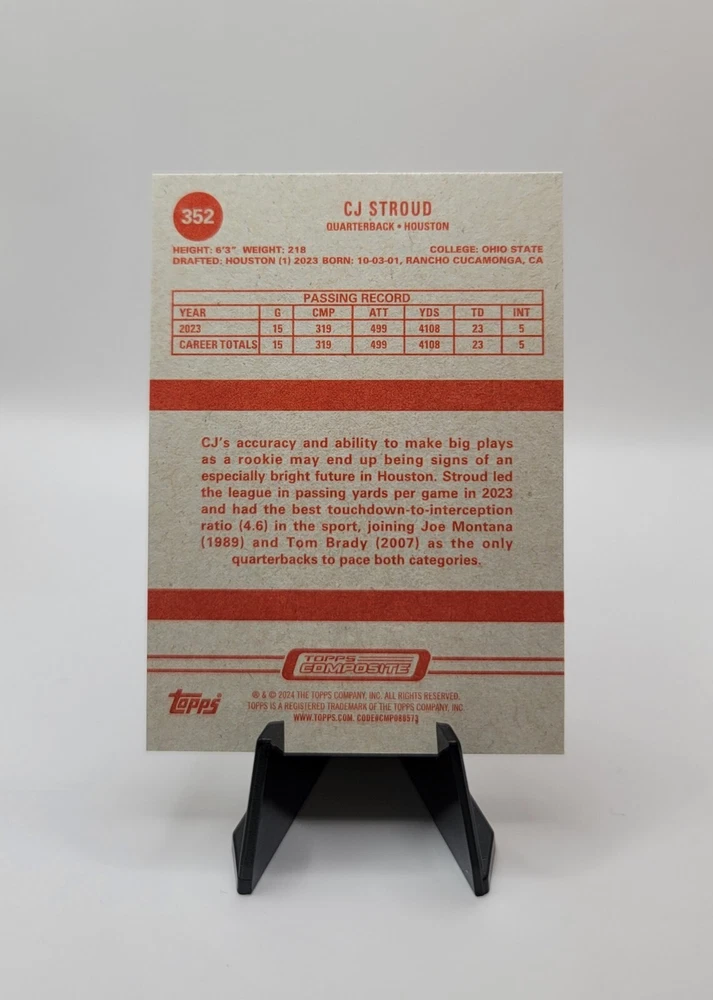 352
CJ STROUD
QUARTERBACK • HOUSTON
HEIGHT: 6'3" WEIGHT: 218 COLLEGE: OHIO STATE
DRAFTED: HOUSTON (1) 2023 BORN: 10-03-01, RANCHO CUCAMONGA, CA
PASSING RECORD
YEAR G CMP ATT YDS TD INT
2023 15 319 499 4108 23 5
CAREER TOTALS 15 319 499 4108 23 5
CJ's accuracy and ability to make big plays
as a rookie may end up being signs of an
especially bright future in Houston. Stroud led
the league in passing yards per game in 2023
and had the best touchdown-to-interception
ratio (4.6) in the sport, joining Joe Montana
(1989) and Tom Brady (2007) as the only
quarterbacks to pace both categories.
TOPPS
COMPOSITE
topps
® & © 2024 THE TOPPS COMPANY, INC. ALL RIGHTS RESERVED.
TOPPS IS A REGISTERED TRADEMARK OF THE TOPPS COMPANY, INC.
WWW.TOPPS.COM. CODE#CMP088573